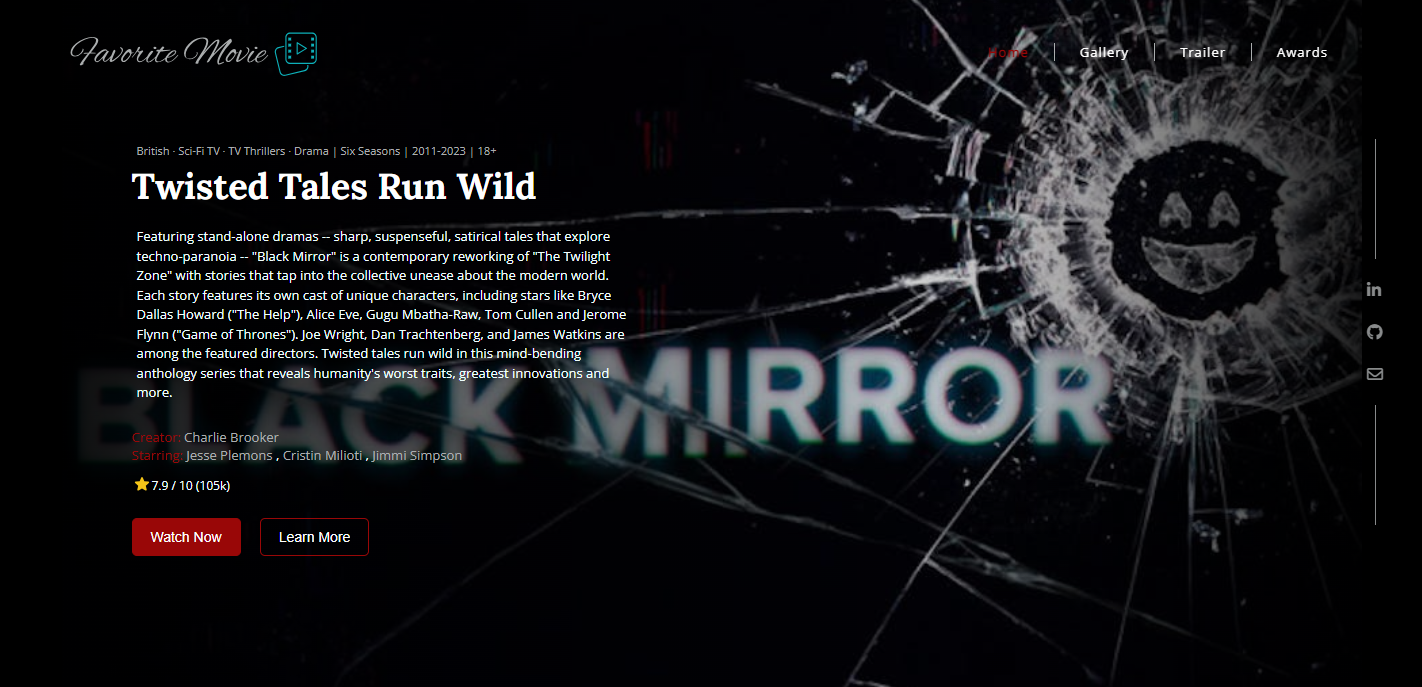 Favorite Movie
Home
Gallery
Trailer
Awards
British · Sci-Fi TV · TV Thrillers · Drama | Six Seasons | 2011-2023 | 18+
Twisted Tales Run Wild
Featuring stand-alone dramas -- sharp, suspenseful, satirical tales that explore
techno-paranoia -- "Black Mirror" is a contemporary reworking of "The Twilight
Zone" with stories that tap into the collective unease about the modern world.
Each story features its own cast of unique characters, including stars like Bryce
Dallas Howard ("The Help"), Alice Eve, Gugu Mbatha-Raw, Tom Cullen and Jerome
Flynn ("Game of Thrones"). Joe Wright, Dan Trachtenberg, and James Watkins are
among the featured directors. Twisted tales run wild in this mind-bending
anthology series that reveals humanity's worst traits, greatest innovations and
more.
BLACK MIRROR
Creator: Charlie Brooker
Starring: Jesse Plemons , Cristin Milioti , Jimmi Simpson
7.9 / 10 (105k)
Watch Now
Learn More
in